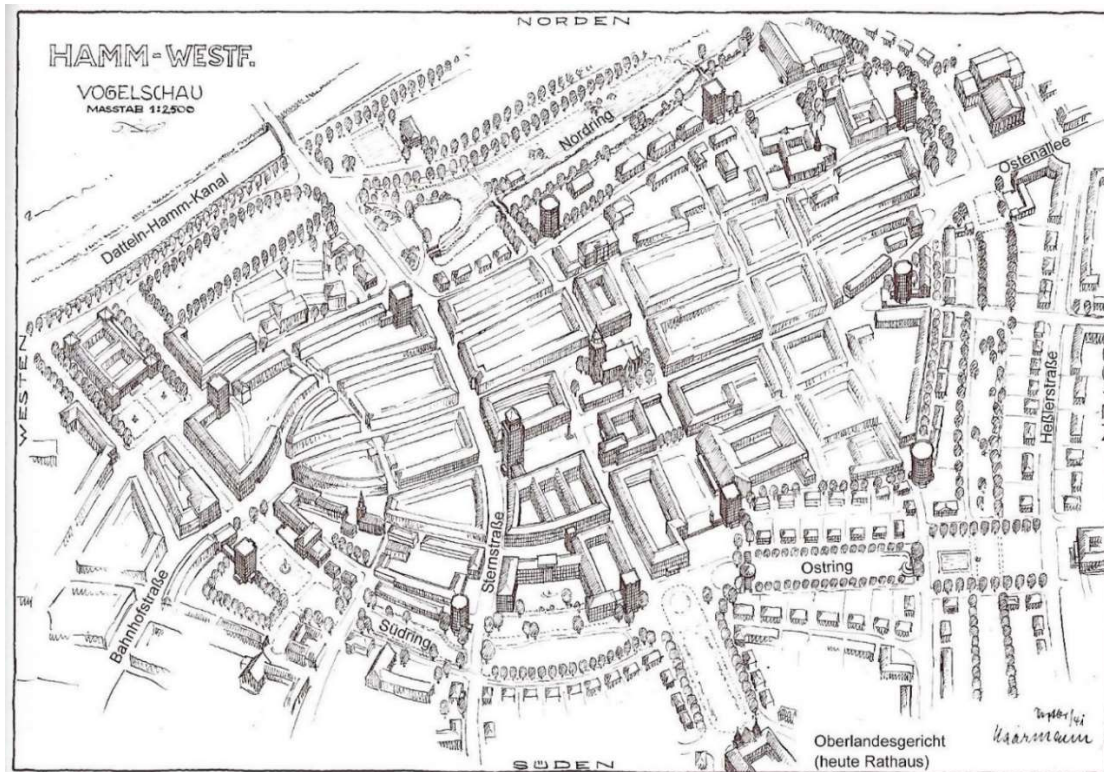 NORDEN
HAMM-WESTF.
VOGELSCHAU
MASSTAB 1:2500
Nordring
Ostenallee
Datteln-Hamm-Kanal
WESTEN
Heßlerstraße
Sternstraße
Ostring
Bahnhofstraße
Südring
Oberlandesgericht
(heute Rathaus)
Haarmann
SÜDEN